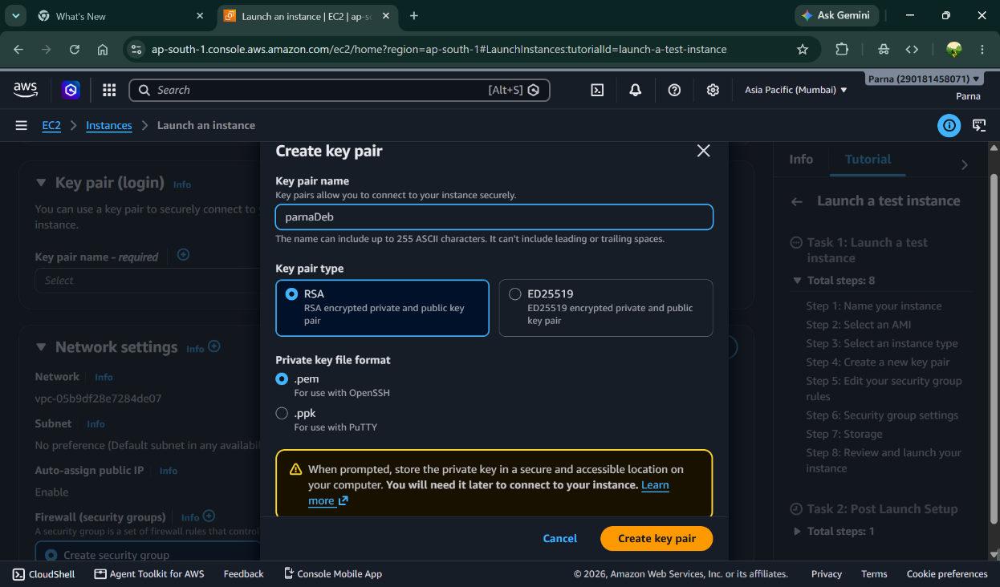 What's New
Launch an instance | EC2 | ap-so
Ask Gemini
ap-south-1.console.aws.amazon.com/ec2/home?region=ap-south-1#LaunchInstances:tutorialId=launch-a-test-instance
aws
Search
[Alt+S]
Asia Pacific (Mumbai)
Parna (290181458071)
Parna
EC2
Instances
Launch an instance
Create key pair
Key pair name
Key pairs allow you to connect to your instance securely.
parnaDeb
The name can include up to 255 ASCII characters. It can't include leading or trailing spaces.
Key pair type
RSA
RSA encrypted private and public key
pair
ED25519
ED25519 encrypted private and public
key pair
Private key file format
.pem
For use with OpenSSH
.ppk
For use with PuTTY
When prompted, store the private key in a secure and accessible location on
your computer. You will need it later to connect to your instance. Learn
more
Cancel
Create key pair
Key pair (login) Info
You can use a key pair to securely connect to
instance.
Key pair name - required
Select
Network settings Info
Network Info
vpc-05b9df28e7284de07
Subnet Info
No preference (Default subnet in any availabil
Auto-assign public IP Info
Enable
Firewall (security groups) Info
A security group is a set of firewall rules that control
Create security group
Info
Tutorial
Launch a test instance
Task 1: Launch a test
instance
Total steps: 8
Step 1: Name your instance
Step 2: Select an AMI
Step 3: Select an instance type
Step 4: Create a new key pair
Step 5: Edit your security group
rules
Step 6: Security group settings
Step 7: Storage
Step 8: Review and launch your
instance
Task 2: Post Launch Setup
Total steps: 1
CloudShell
Agent Toolkit for AWS
Feedback
Console Mobile App
© 2026, Amazon Web Services, Inc. or its affiliates.
Privacy
Terms
Cookie preferences